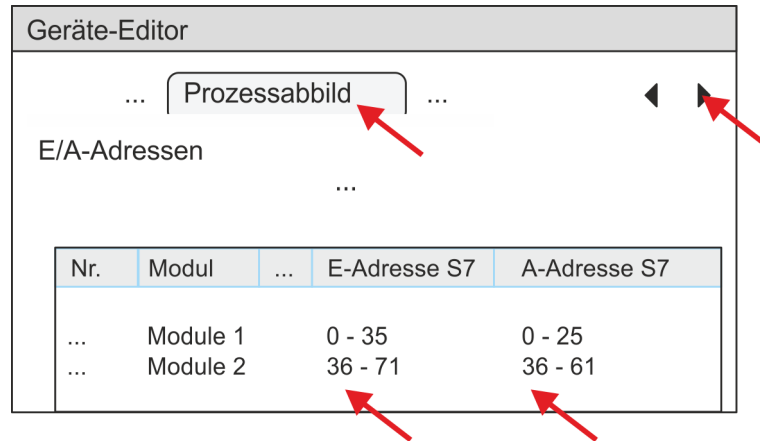 Geräte-Editor
... Prozessabbild ...
E/A-Adressen
...
Nr. Modul ... E-Adresse S7 A-Adresse S7
... Module 1 0 - 35 0 - 25
... Module 2 36 - 71 36 - 61